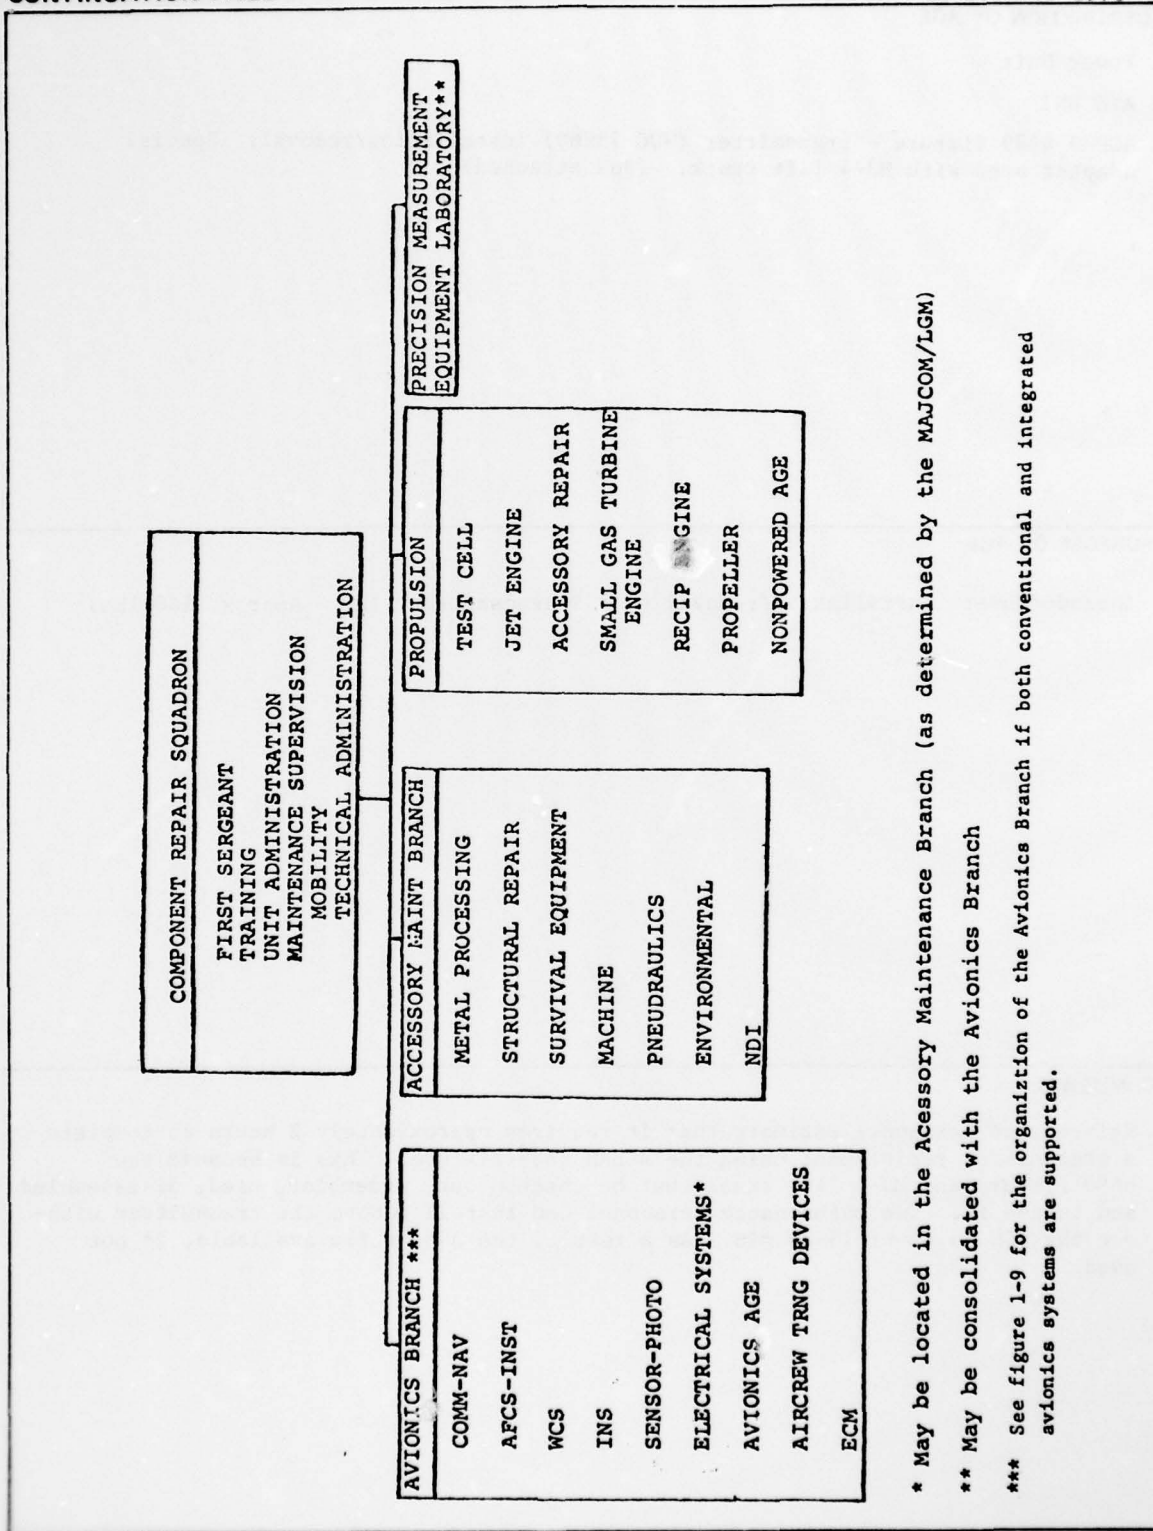 COMPONENT REPAIR SQUADRON
FIRST SERGEANT
TRAINING
UNIT ADMINISTRATION
MAINTENANCE SUPERVISION
MOBILITY
TECHNICAL ADMINISTRATION
AVIONICS BRANCH ***
COMM-NAV
AFCS-INST
WCS
INS
SENSOR-PHOTO
ELECTRICAL SYSTEMS*
AVIONICS AGE
AIRCREW TRNG DEVICES
ECM
ACCESSORY MAINT BRANCH
METAL PROCESSING
STRUCTURAL REPAIR
SURVIVAL EQUIPMENT
MACHINE
PNEUDRAULICS
ENVIRONMENTAL
NDI
PROPULSION
TEST CELL
JET ENGINE
ACCESSORY REPAIR
SMALL GAS TURBINE
ENGINE
RECIP ENGINE
PROPELLER
NONPOWERED AGE
PRECISION MEASUREMENT
EQUIPMENT LABORATORY**
* May be located in the Acessory Maintenance Branch (as determined by the MAJCOM/LGM)
** May be consolidated with the Avionics Branch
*** See figure 1-9 for the organiztion of the Avionics Branch if both conventional and integrated
avionics systems are supported.